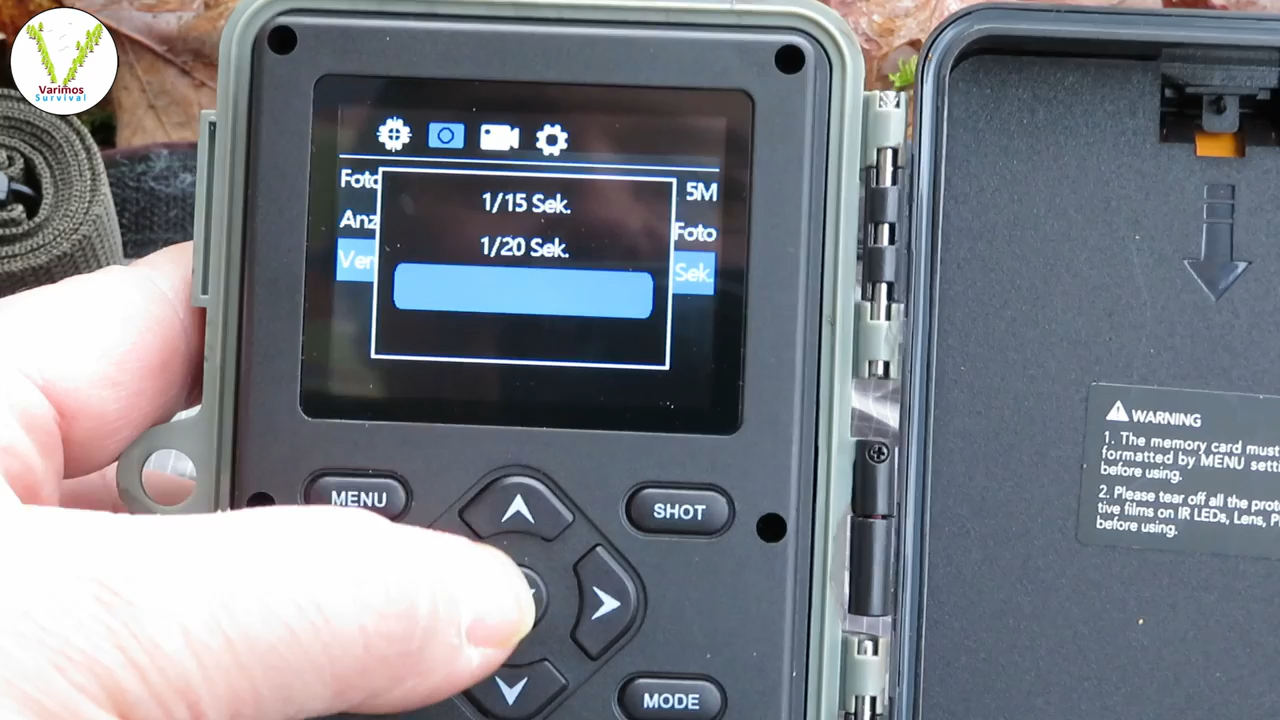 Varimos
Survival
Foto
5M
1/15 Sek.
Anz
Foto
1/20 Sek.
Ver
Sek.
MENU
SHOT
MODE
WARNING
1. The memory card must
formatted by MENU setti
before using.
2. Please tear off all the prote
tive films on IR LEDs, Lens, P
before using.